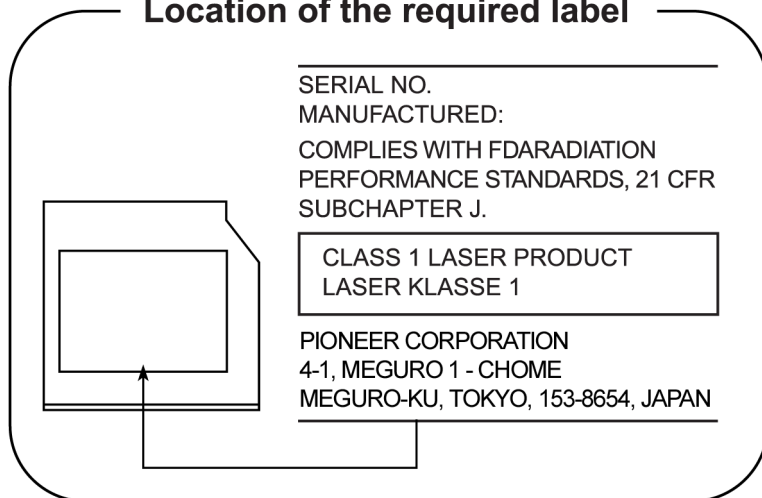 Location of the required label
SERIAL NO.
MANUFACTURED:
COMPLIES WITH FDARADIATION
PERFORMANCE STANDARDS, 21 CFR
SUBCHAPTER J.
CLASS 1 LASER PRODUCT
LASER KLASSE 1
PIONEER CORPORATION
4-1, MEGURO 1 - CHOME
MEGURO-KU, TOKYO, 153-8654, JAPAN